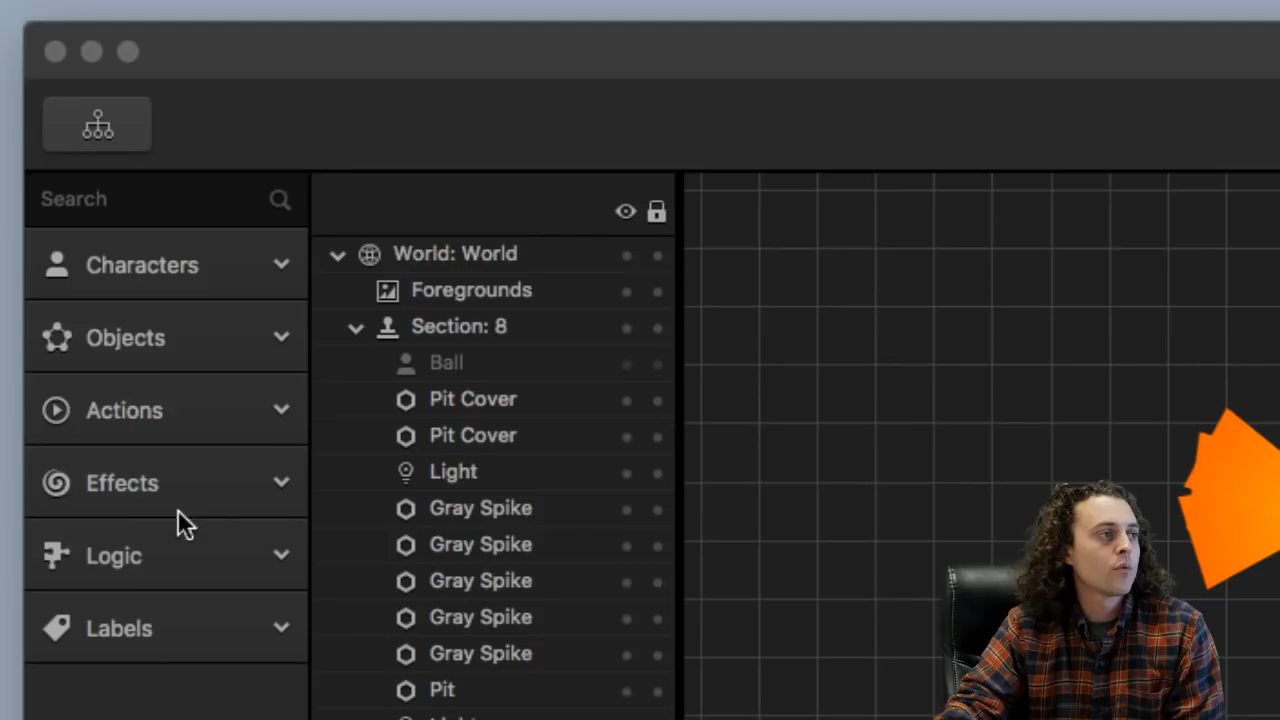 Search
Characters
Objects
Actions
Effects
Logic
Labels
World: World
Foregrounds
Section: 8
Ball
Pit Cover
Pit Cover
Light
Gray Spike
Gray Spike
Gray Spike
Gray Spike
Gray Spike
Pit